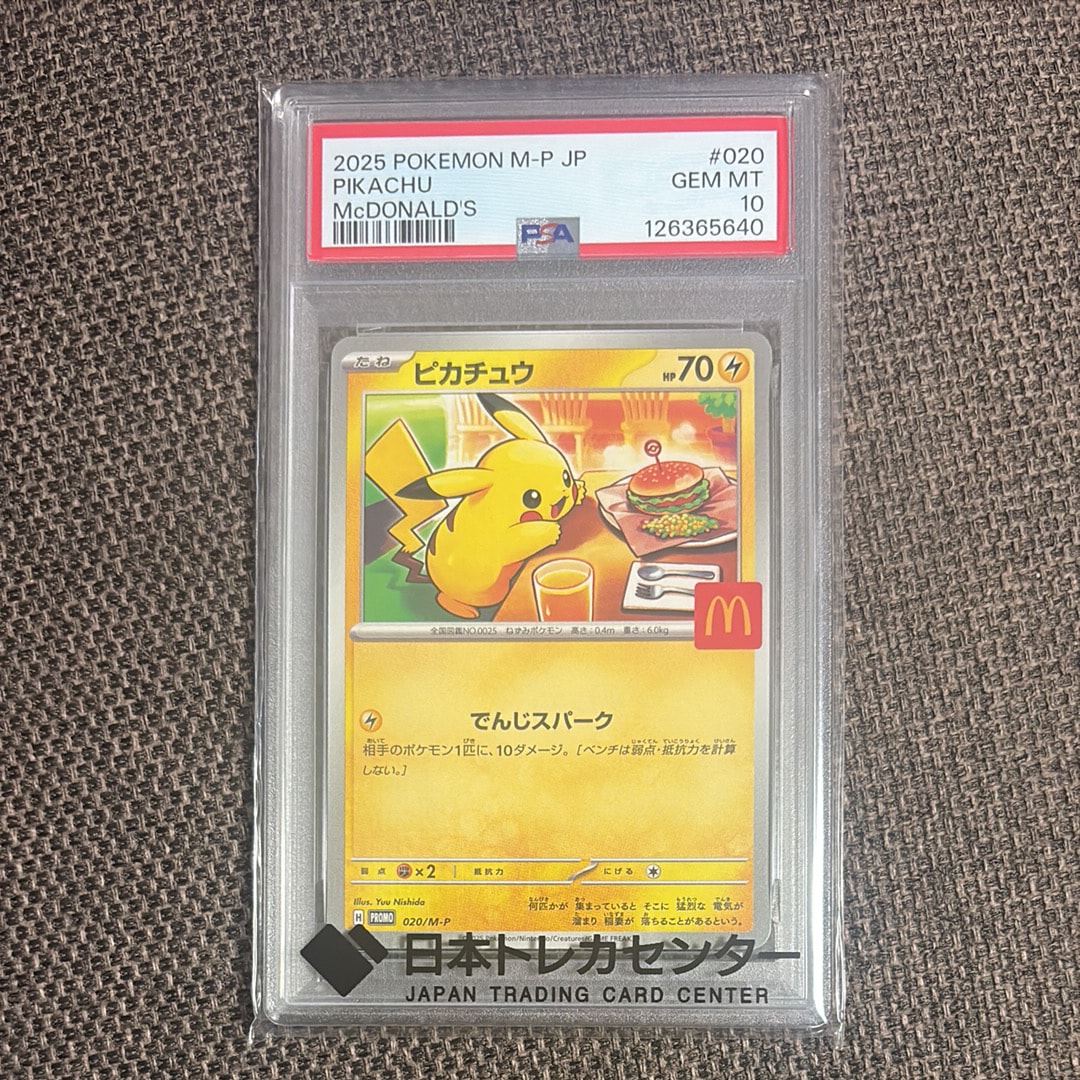 2025 POKEMON M-P JP
#020
PIKACHU
GEM MT
McDONALD'S
10
PSA
126365640
たね
ピカチュウ
HP70
全国図鑑NO.0025 ねずみポケモン 高さ:0.4m 重さ:6.0kg
でんじスパーク
相手のポケモン1匹に、10ダメージ。[ベンチは弱点・抵抗力を計算
しない。]
弱点 ×2 抵抗力 にげる
Illus. Yuu Nishida
H PROMO 020/M-P
何匹かが 集まっていると そこに 猛烈な 電気が
溜まり 稲妻が 落ちることがあるという。
2025 Pokémon/Nintendo/Creatures/GAME FREAK
日本トレカセンター
JAPAN TRADING CARD CENTER